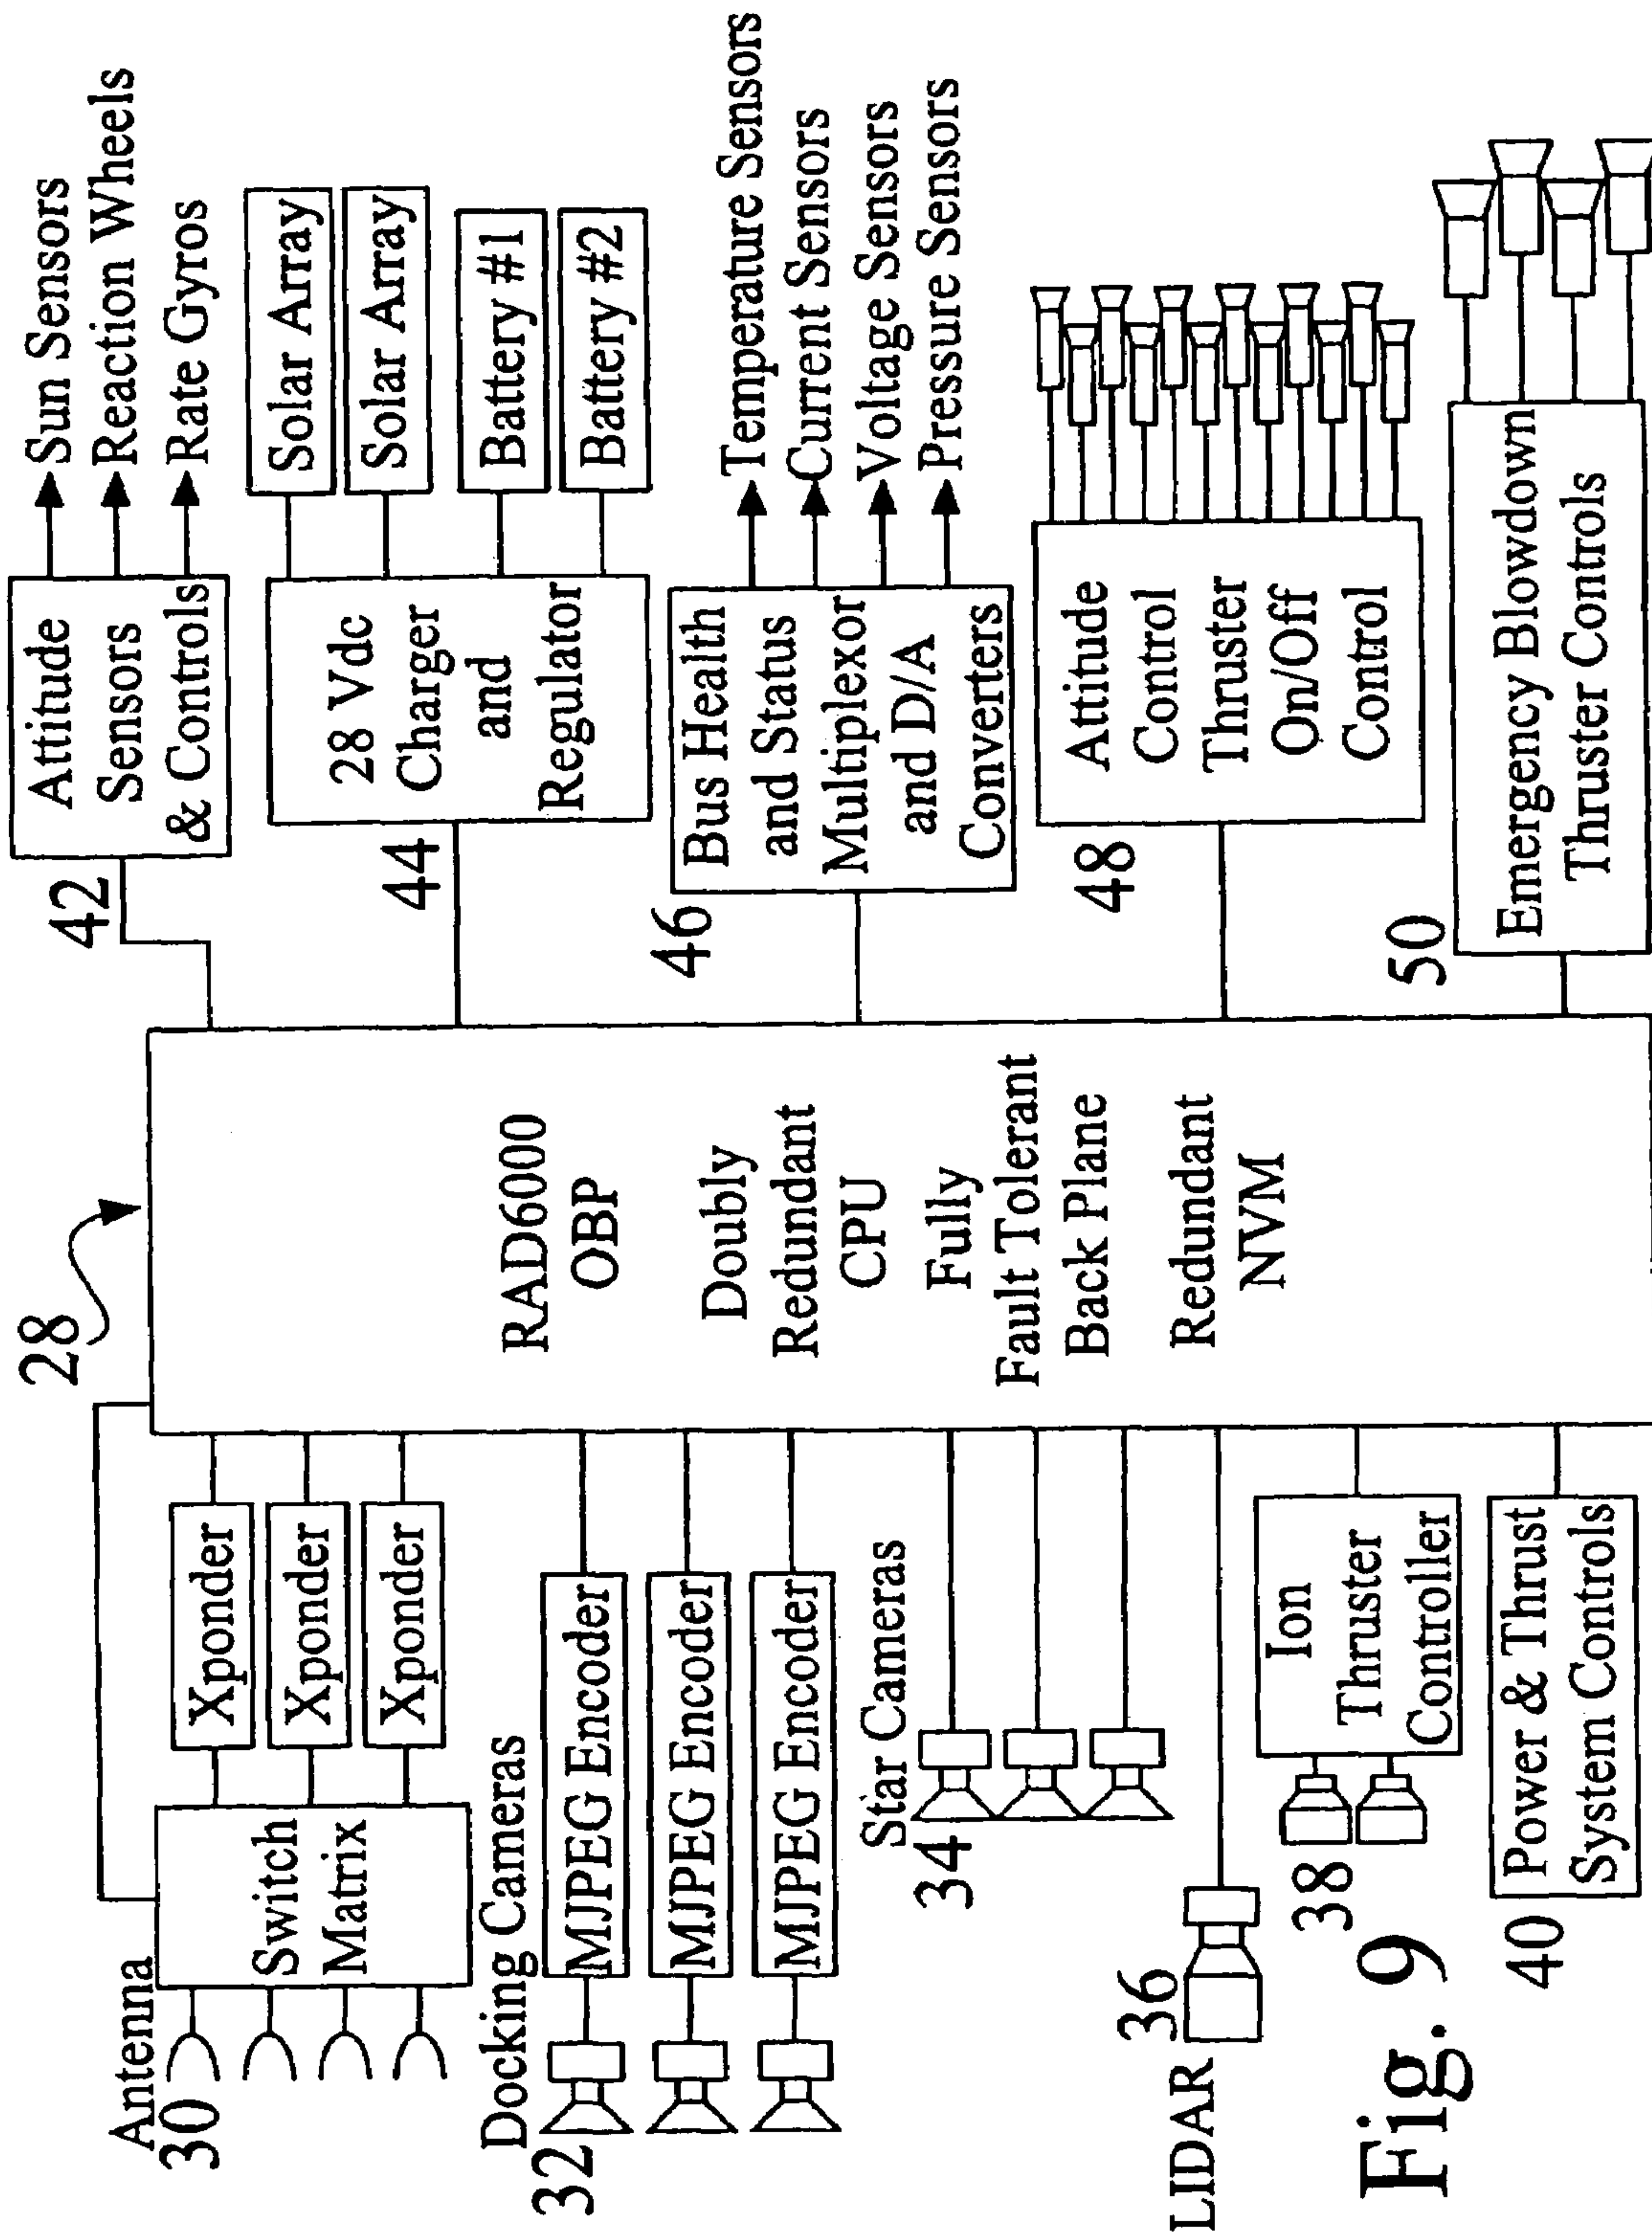 28
Antenna
30
Switch
Matrix
Xponder
Xponder
Xponder
Docking Cameras
32
MJPEG Encoder
MJPEG Encoder
MJPEG Encoder
Star Cameras
34
LIDAR
36
38
Ion
Thruster
Controller
40
Power & Thrust
System Controls
RAD6000
OBP
Doubly
Redundant
CPU
Fully
Fault Tolerant
Back Plane
Redundant
NVM
42
Attitude
Sensors
& Controls
Sun Sensors
Reaction Wheels
Rate Gyros
44
28 Vdc
Charger
and
Regulator
Solar Array
Solar Array
Battery #1
Battery #2
46
Bus Health
and Status
Multiplexor
and D/A
Converters
Temperature Sensors
Current Sensors
Voltage Sensors
Pressure Sensors
48
Attitude
Control
Thruster
On/Off
Control
50
Emergency Blowdown
Thruster Controls
Fig. 9